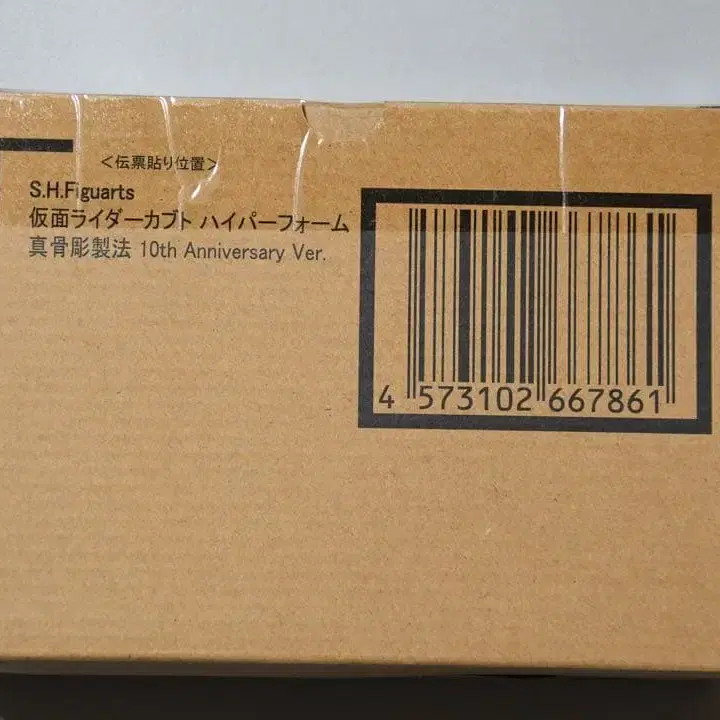 <伝票貼り位置>
S.H.Figuarts
仮面ライダーカブト ハイパーフォーム
真骨彫製法 10th Anniversary Ver.
4 573102 667861